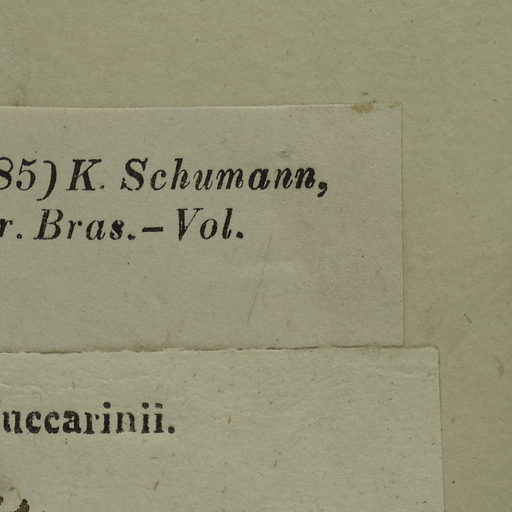 85) K. Schumann,
r. Bras.—Vol.
uccarinii.